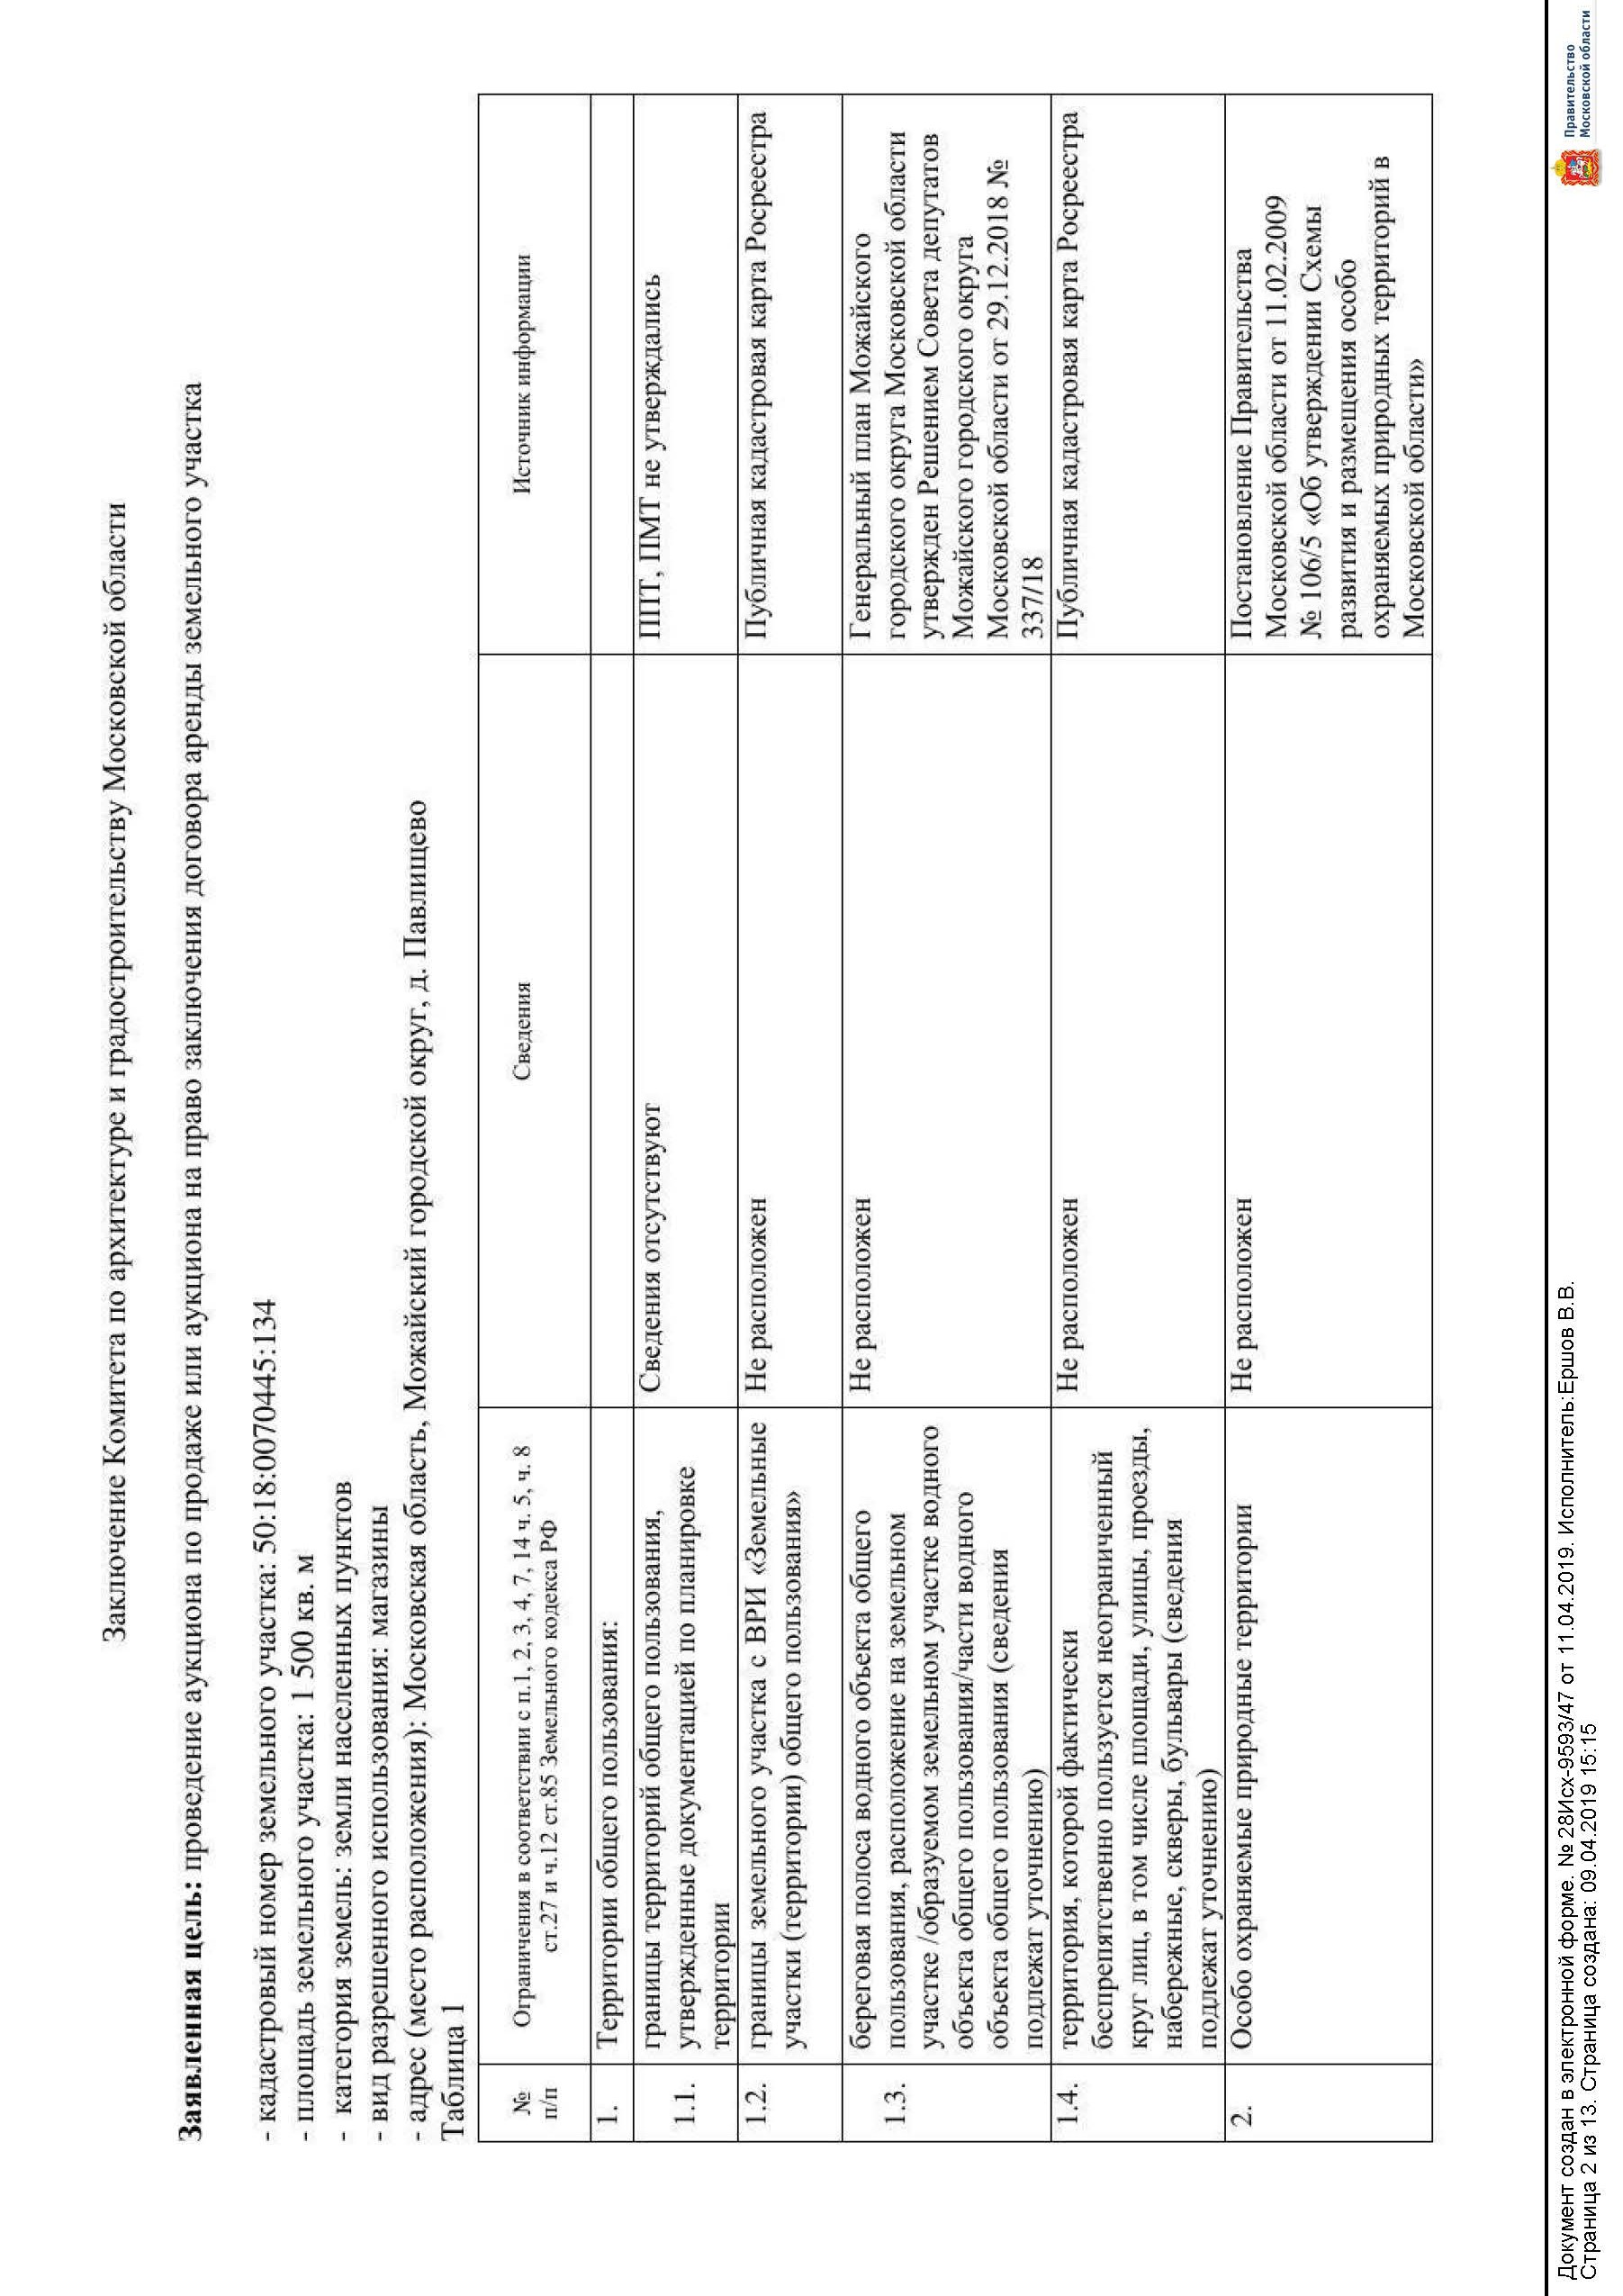 Заключение Комитета по архитектуре и градостроительству Московской области
Заявленная цель: проведение аукциона по продаже или аукциона на право заключения договора аренды земельного участка
- кадастровый номер земельного участка: 50:18:0070445:134
- площадь земельного участка: 1 500 кв. м
- категория земель: земли населенных пунктов
- вид разрешенного использования: магазины
- адрес (место расположения): Московская область, Можайский городской округ, д. Павлищево
Таблица 1
№
п/п
Ограничения в соответствии с п.1, 2, 3, 4, 7, 14 ч. 5, ч. 8
ст.27 и ч.12 ст.85 Земельного кодекса РФ
Сведения
Источник информации
1.
Территории общего пользования:
1.1.
границы территорий общего пользования,
утвержденные документацией по планировке
территории
Сведения отсутствуют
ППТ, ПМТ не утверждались
1.2.
границы земельного участка с ВРИ «Земельные
участки (территории) общего пользования»
Не расположен
Публичная кадастровая карта Росреестра
1.3.
береговая полоса водного объекта общего
пользования, расположение на земельном
участке /образуемом земельном участке водного
объекта общего пользования/части водного
объекта общего пользования (сведения
подлежат уточнению)
Не расположен
Генеральный план Можайского
городского округа Московской области
утвержден Решением Совета депутатов
Можайского городского округа
Московской области от 29.12.2018 №
337/18
1.4.
территория, которой фактически
беспрепятственно пользуется неограниченный
круг лиц, в том числе площади, улицы, проезды,
набережные, скверы, бульвары (сведения
подлежат уточнению)
Не расположен
Публичная кадастровая карта Росреестра
2.
Особо охраняемые природные территории
Не расположен
Постановление Правительства
Московской области от 11.02.2009
№ 106/5 «Об утверждении Схемы
развития и размещения особо
охраняемых природных территорий в
Московской области»
Документ создан в электронной форме. № 28Исх-9593/47 от 11.04.2019. Исполнитель:Ершов В.В.
Страница 2 из 13. Страница создана: 09.04.2019 15:15
Правительство
Московской области